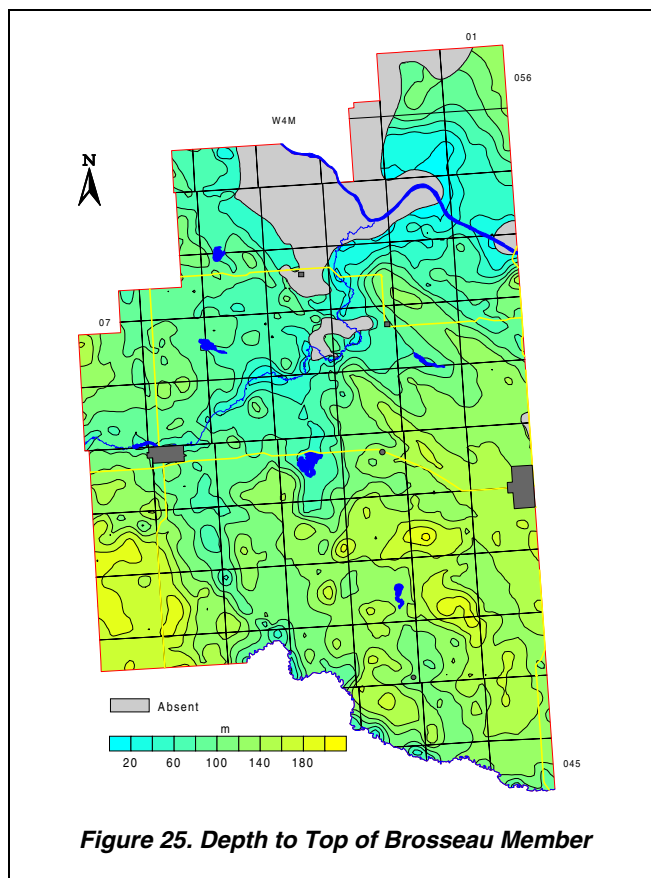 01
056
W4M
N
07
Absent
m
20 60 100 140 180
045
Figure 25. Depth to Top of Brosseau Member